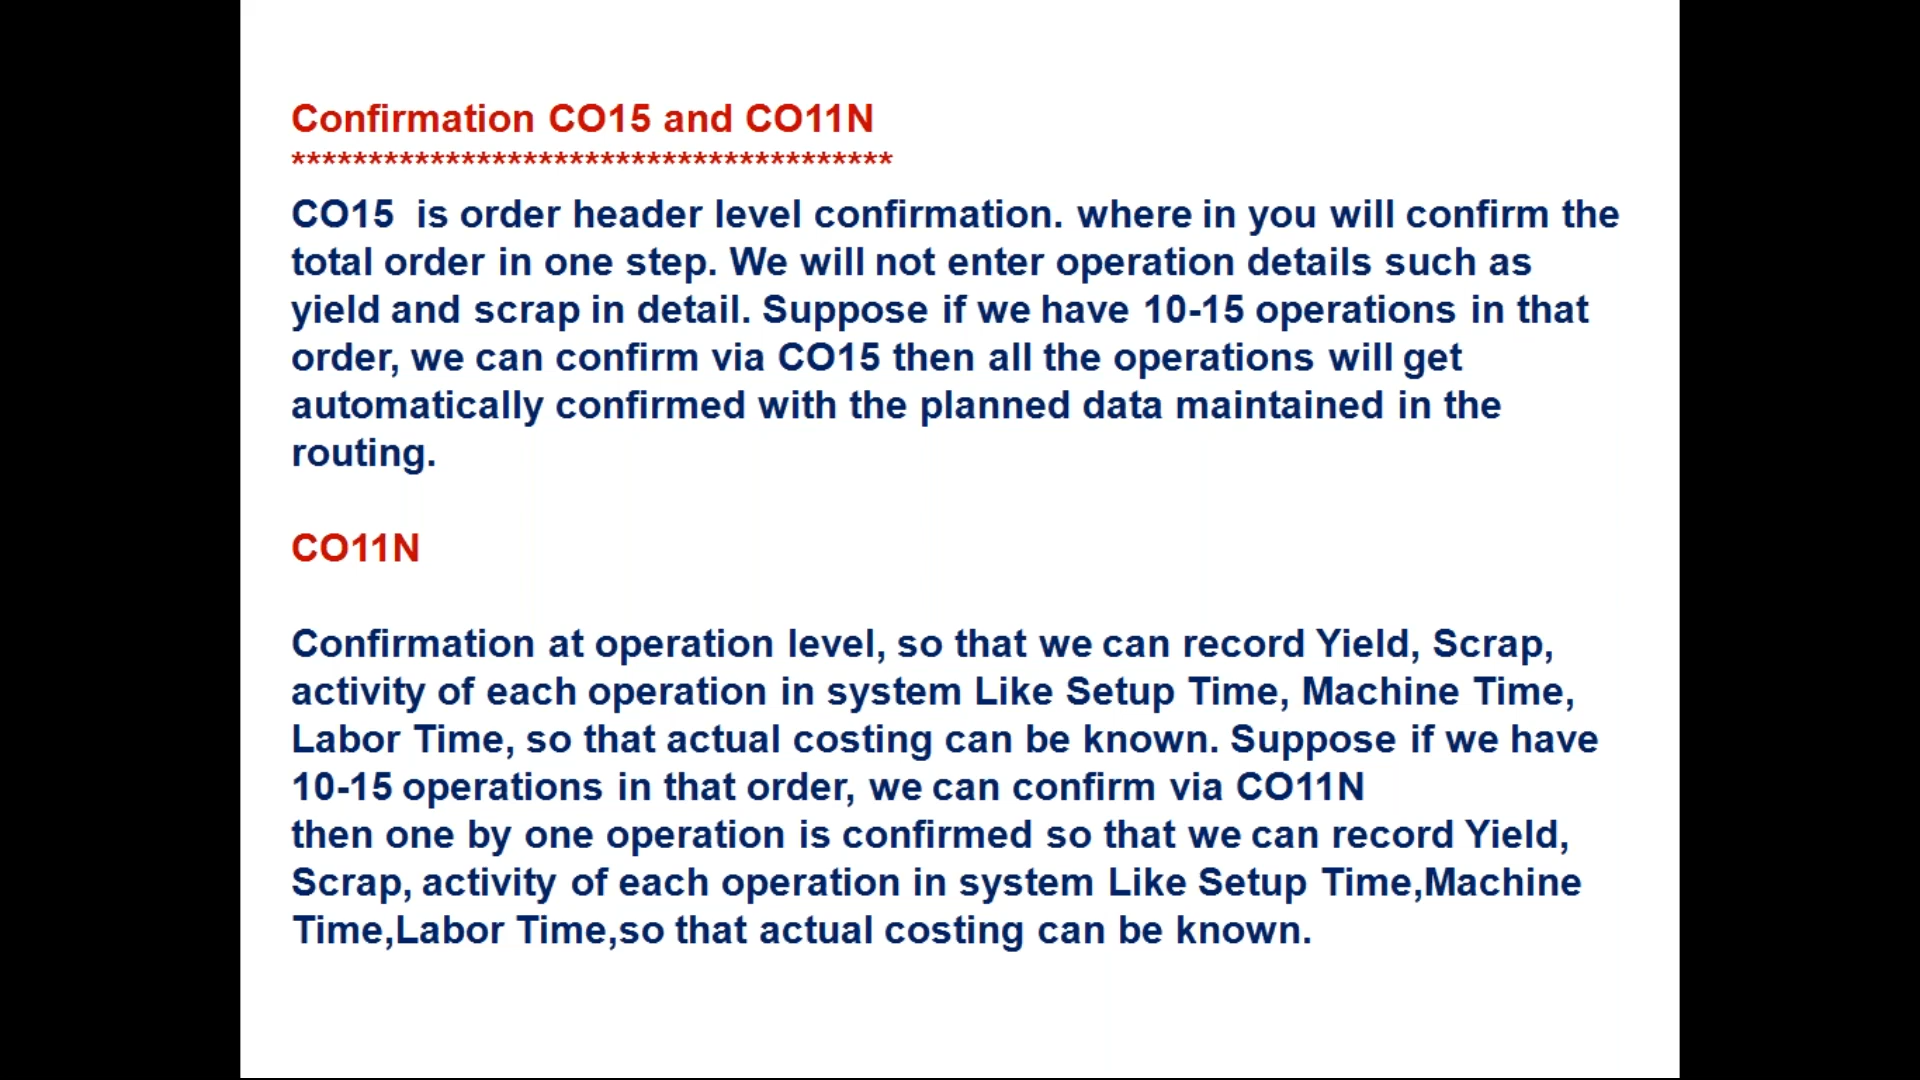 Confirmation CO15 and CO11N
***************************************
CO15  is order header level confirmation. where in you will confirm the
total order in one step. We will not enter operation details such as
yield and scrap in detail. Suppose if we have 10-15 operations in that
order, we can confirm via CO15 then all the operations will get
automatically confirmed with the planned data maintained in the
routing.
CO11N
Confirmation at operation level, so that we can record Yield, Scrap,
activity of each operation in system Like Setup Time, Machine Time,
Labor Time, so that actual costing can be known. Suppose if we have
10-15 operations in that order, we can confirm via CO11N
then one by one operation is confirmed so that we can record Yield,
Scrap, activity of each operation in system Like Setup Time,Machine
Time,Labor Time,so that actual costing can be known.